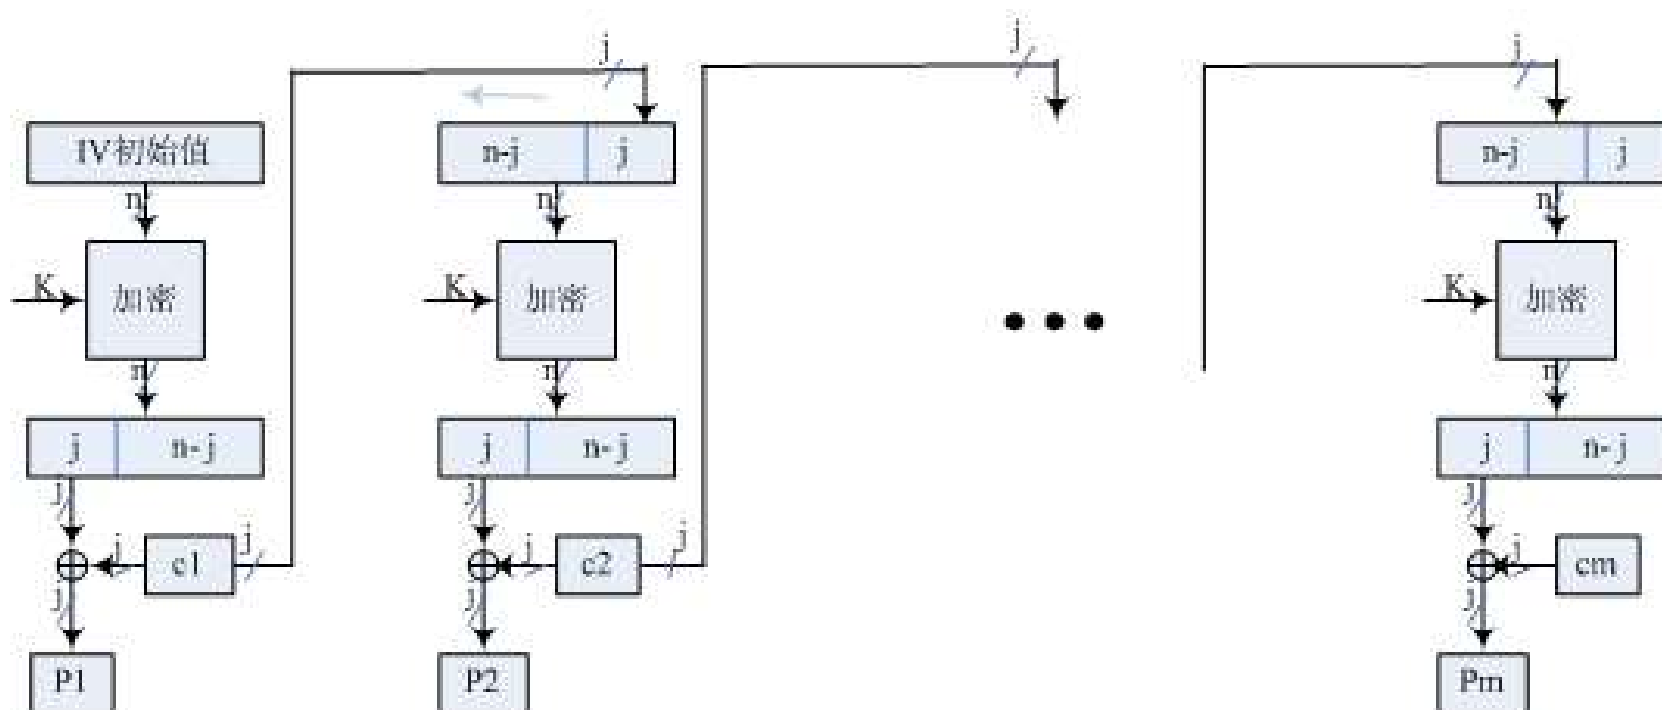 j j j
IV初始值 n-j j n-j j
n n n
K 加密 K 加密 K 加密
n n n
j n-j j n-j j n-j
j j j
j c1 j j c2 j j cm
j j j
P1 P2 Pm